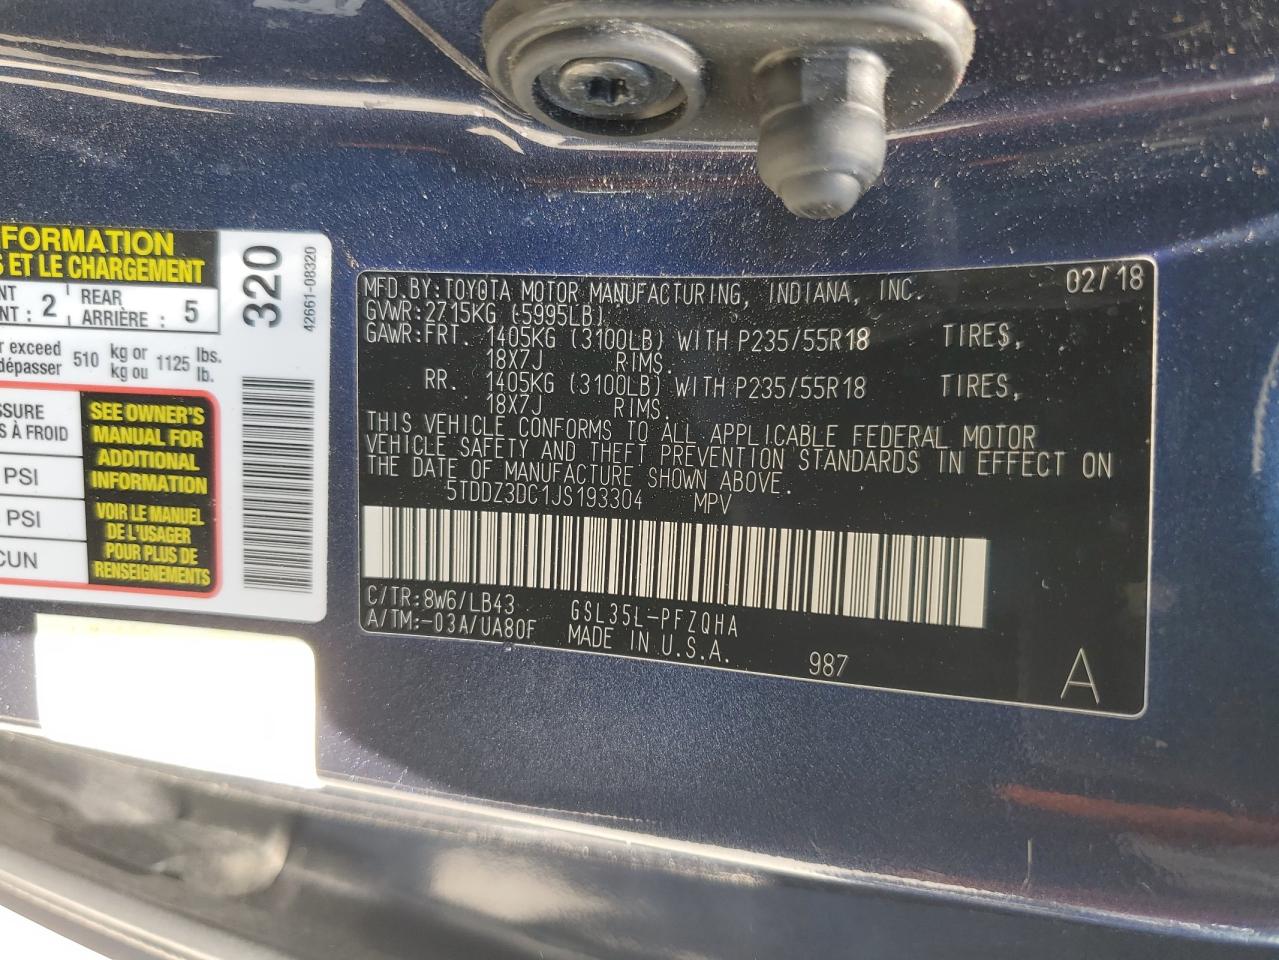 FORMATION
S ET LE CHARGEMENT
NT : 2 REAR
ARRIÈRE : 5
r exceed
dépasser 510 kg or
kg ou 1125 lbs.
lb.
SSURE
S À FROID
PSI
PSI
CUN
SEE OWNER'S
MANUAL FOR
ADDITIONAL
INFORMATION
VOIR LE MANUEL
DE L'USAGER
POUR PLUS DE
RENSEIGNEMENTS
320
42661-08320
MFD. BY: TOYOTA MOTOR MANUFACTURING, INDIANA, INC. 02/18
GVWR: 2715KG (5995LB)
GAWR: FRT. 1405KG (3100LB) WITH P235/55R18 TIRES,
18X7J RIMS.
RR. 1405KG (3100LB) WITH P235/55R18 TIRES,
18X7J RIMS.
THIS VEHICLE CONFORMS TO ALL APPLICABLE FEDERAL MOTOR
VEHICLE SAFETY AND THEFT PREVENTION STANDARDS IN EFFECT ON
THE DATE OF MANUFACTURE SHOWN ABOVE.
5TDDZ3DC1JS193304 MPV
C/TR: 8W6/LB43 GSL35L-PFZQHA
A/TM: -03A/UA80F MADE IN U.S.A. 987
A